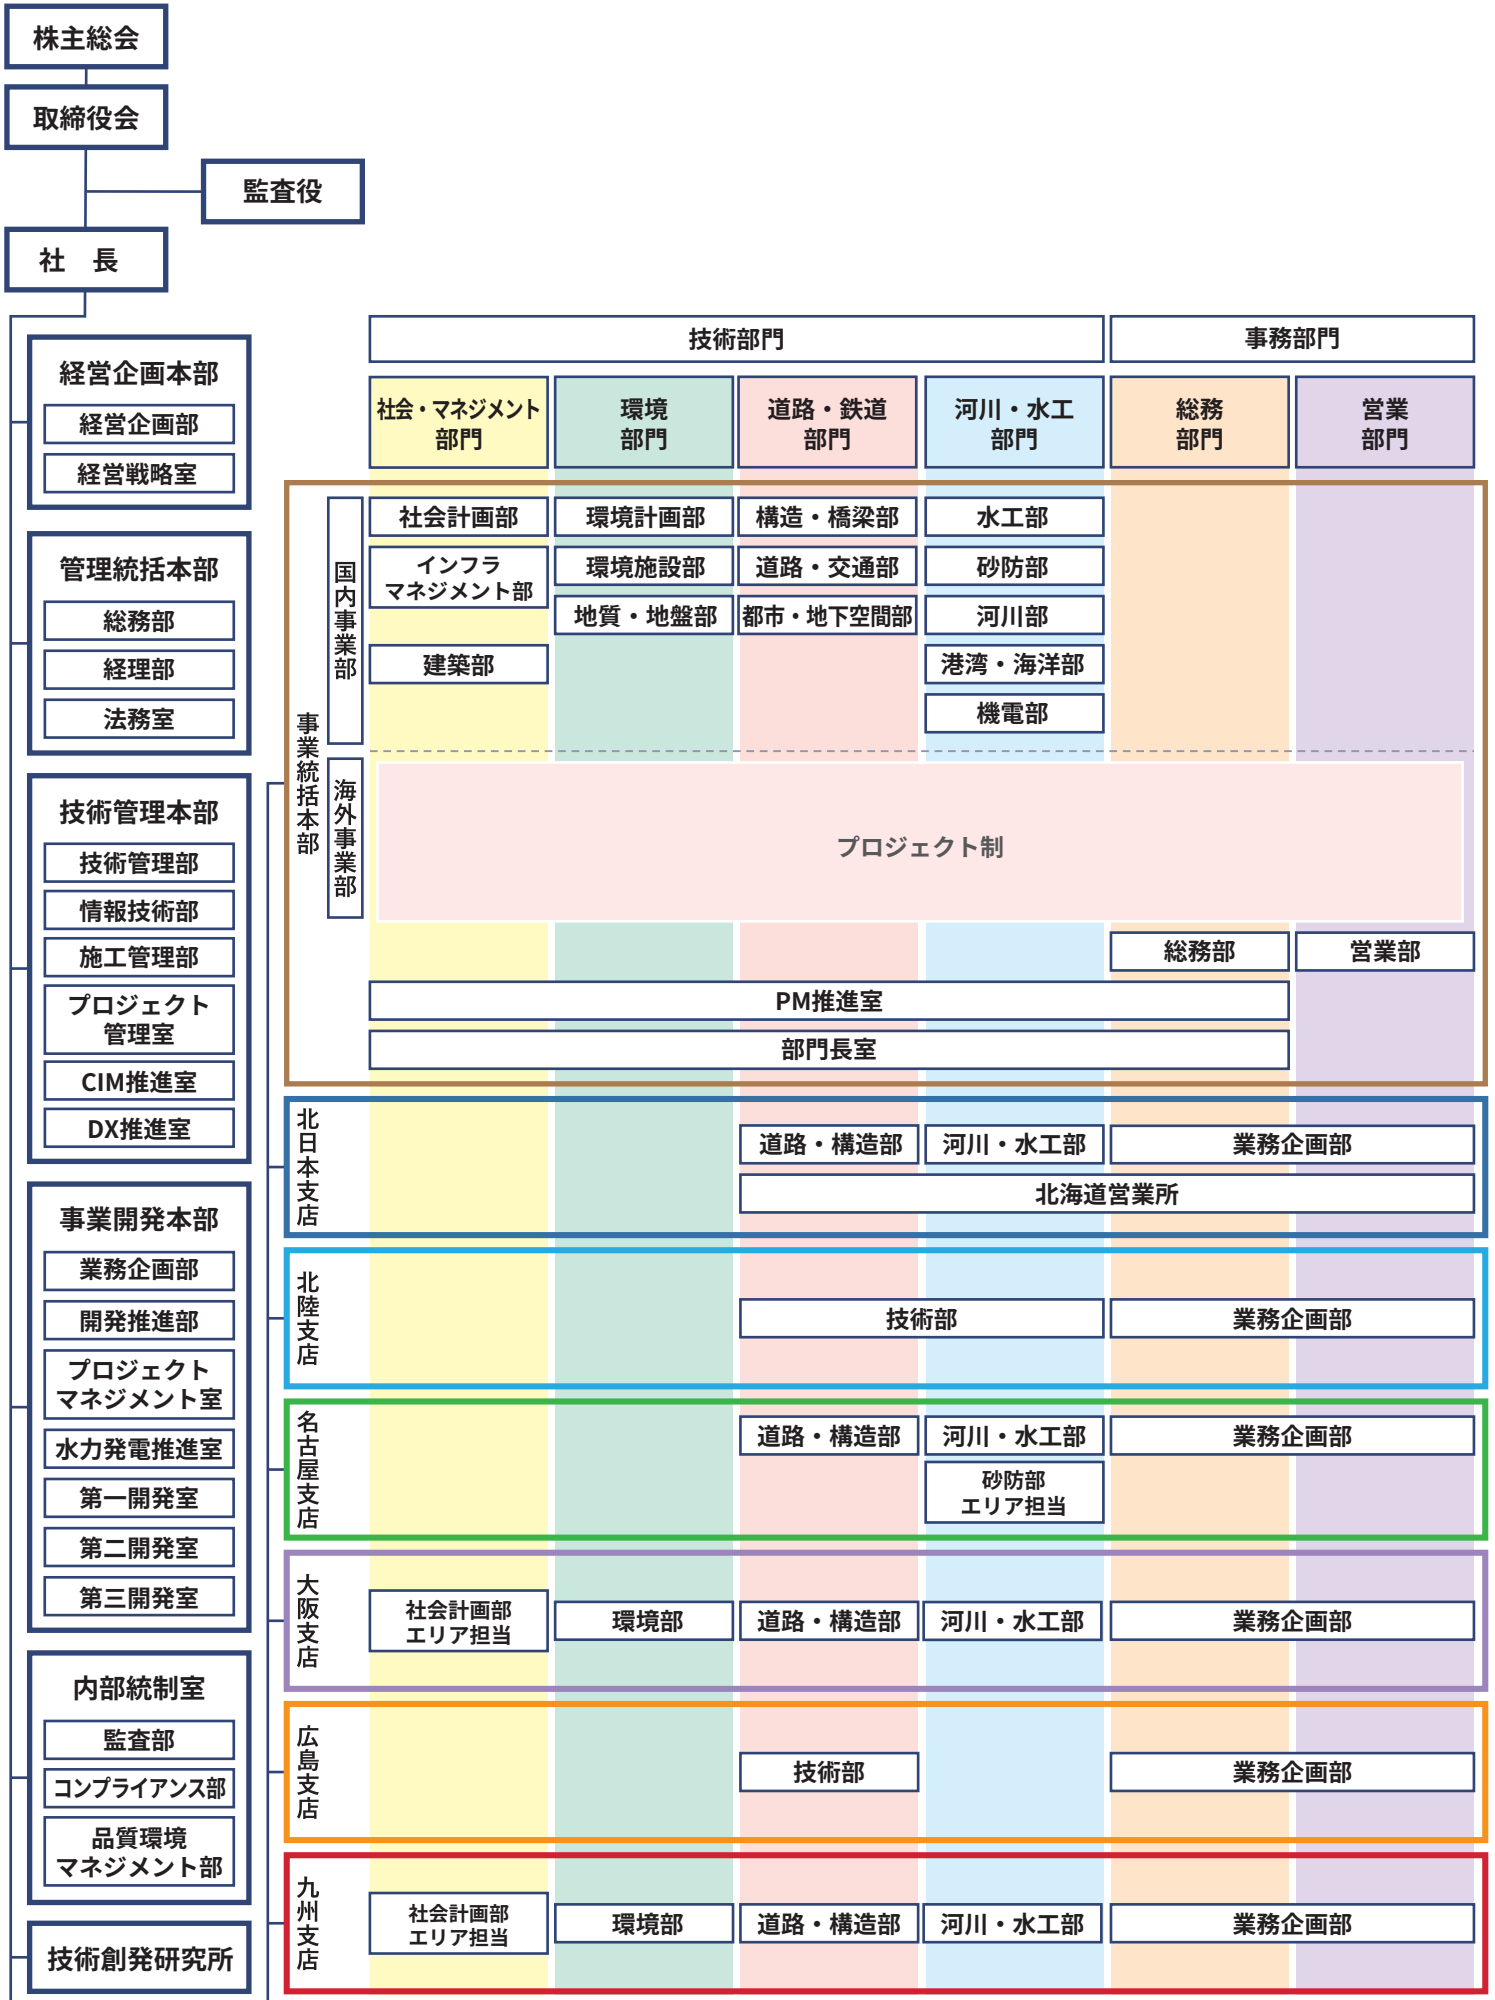 株主総会
取締役会
監査役
社　長
経営企画本部
経営企画部
経営戦略室
管理統括本部
総務部
経理部
法務室
技術管理本部
技術管理部
情報技術部
施工管理部
プロジェクト
管理室
CIM推進室
DX推進室
事業開発本部
業務企画部
開発推進部
プロジェクト
マネジメント室
水力発電推進室
第一開発室
第二開発室
第三開発室
内部統制室
監査部
コンプライアンス部
品質環境
マネジメント部
技術創発研究所
技術部門
事務部門
社会・マネジメント
部門
環境
部門
道路・鉄道
部門
河川・水工
部門
総務
部門
営業
部門
事業統括本部
国内事業部
社会計画部
環境計画部
構造・橋梁部
水工部
インフラ
マネジメント部
環境施設部
道路・交通部
砂防部
地質・地盤部
都市・地下空間部
河川部
建築部
港湾・海洋部
機電部
海外事業部
プロジェクト制
総務部
営業部
PM推進室
部門長室
北日本支店
道路・構造部
河川・水工部
業務企画部
北海道営業所
北陸支店
技術部
業務企画部
名古屋支店
道路・構造部
河川・水工部
業務企画部
砂防部
エリア担当
大阪支店
社会計画部
エリア担当
環境部
道路・構造部
河川・水工部
業務企画部
広島支店
技術部
業務企画部
九州支店
社会計画部
エリア担当
環境部
道路・構造部
河川・水工部
業務企画部